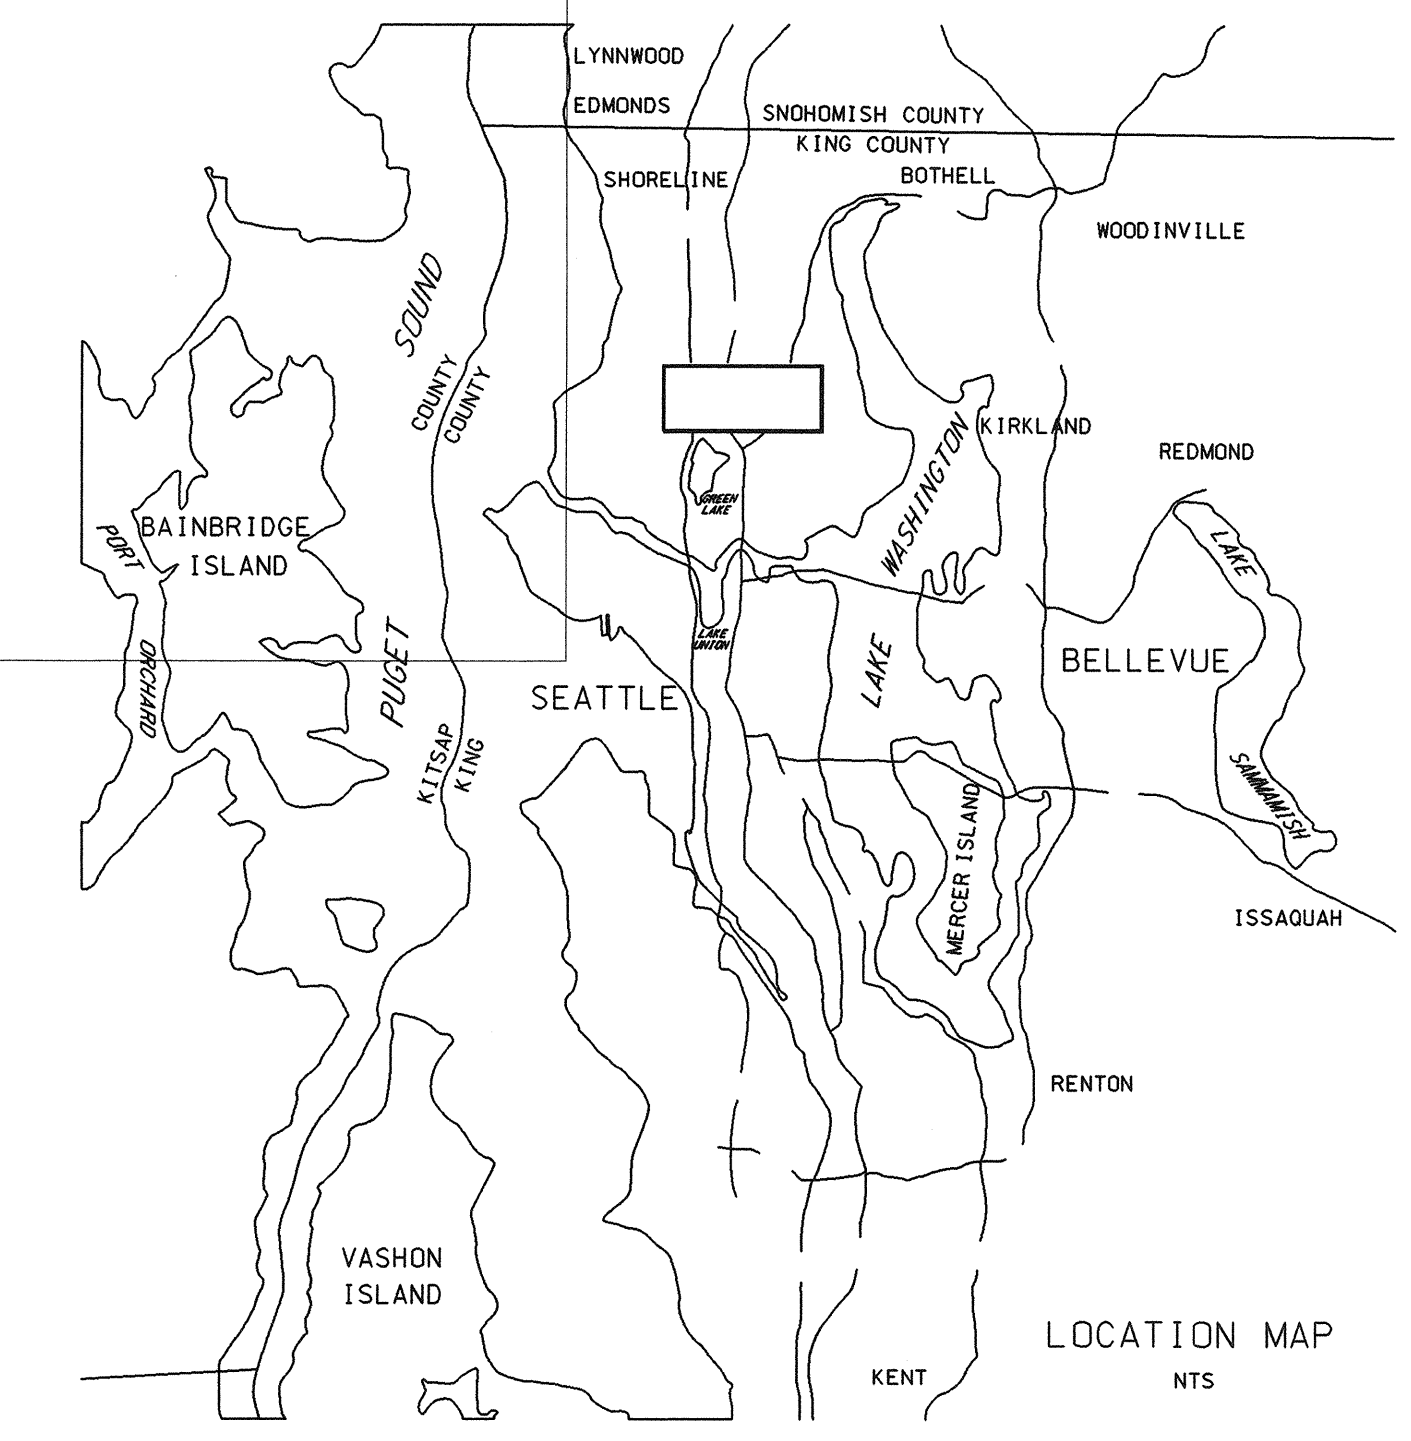 LYNNWOOD
EDMONDS
SNOHOMISH COUNTY
KING COUNTY
SHORELINE
BOTHELL
WOODINVILLE
SOUND
COUNTY
COUNTY
KIRKLAND
REDMOND
WASHINGTON
GREEN
LAKE
BAINBRIDGE
ISLAND
PORT
ORCHARD
LAKE
SAMMAMISH
LAKE
UNION
PUGET
LAKE
BELLEVUE
SEATTLE
KITSAP
KING
MERCER ISLAND
ISSAQUAH
RENTON
VASHON
ISLAND
LOCATION MAP
NTS
KENT